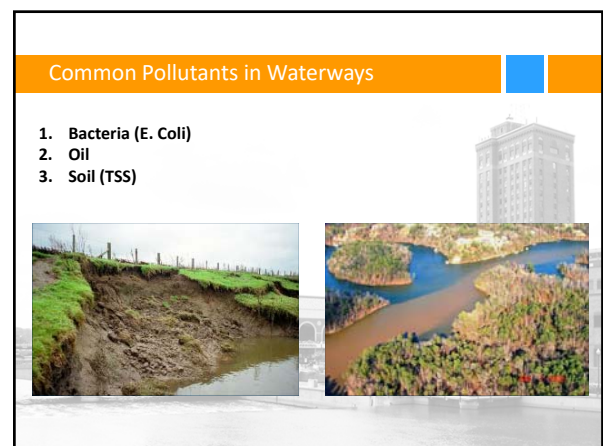 Common Pollutants in Waterways
1. Bacteria (E. Coli)
2. Oil
3. Soil (TSS)